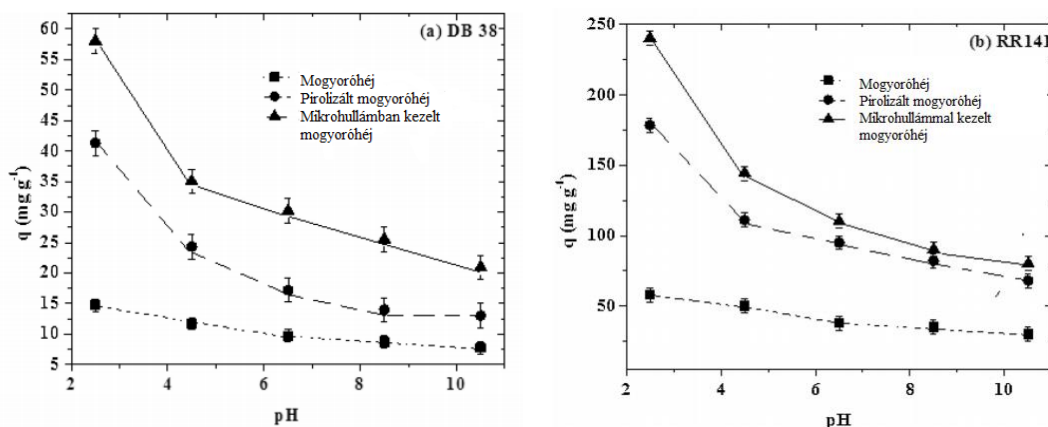 (a) DB 38
Mogyoróhéj
Pirolizált mogyoróhéj
Mikrohullámban kezelt
mogyoróhéj
q (mg g⁻¹)
60
55
50
45
40
35
30
25
20
15
10
5
2
4
6
8
10
pH
(b) RR141
Mogyoróhéj
Pirolizált mogyoróhéj
Mikrohullámmal kezelt
mogyoróhéj
q (mg g⁻¹)
250
200
150
100
50
2
4
6
8
10
pH